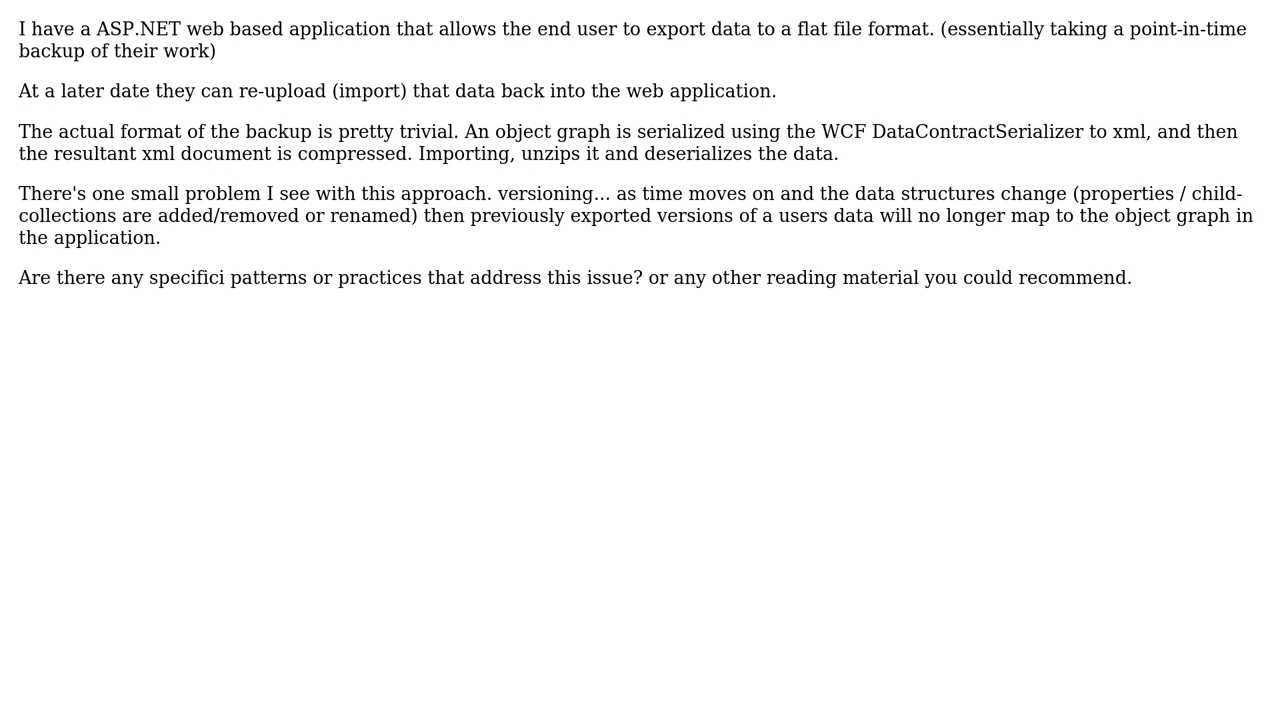 I have a ASP.NET web based application that allows the end user to export data to a flat file format. (essentially taking a point-in-time
backup of their work)
At a later date they can re-upload (import) that data back into the web application.
The actual format of the backup is pretty trivial. An object graph is serialized using the WCF DataContractSerializer to xml, and then
the resultant xml document is compressed. Importing, unzips it and deserializes the data.
There's one small problem I see with this approach. versioning... as time moves on and the data structures change (properties / child-
collections are added/removed or renamed) then previously exported versions of a users data will no longer map to the object graph in
the application.
Are there any specifici patterns or practices that address this issue? or any other reading material you could recommend.